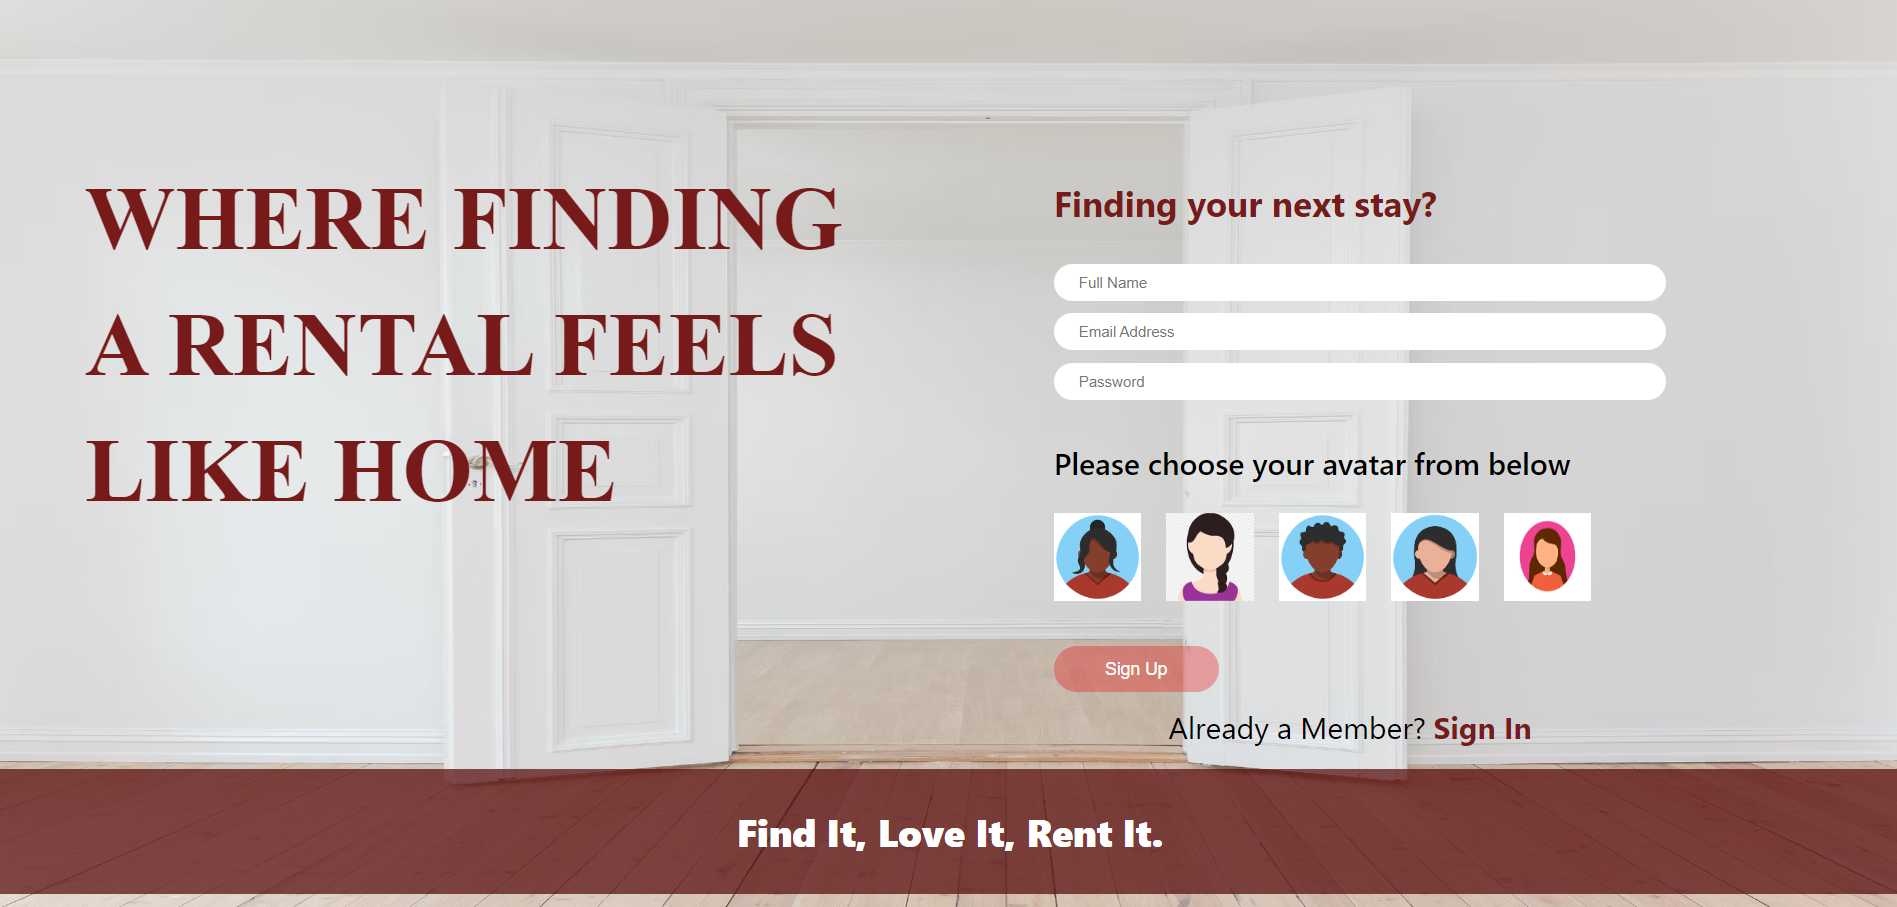 WHERE FINDING
A RENTAL FEELS
LIKE HOME
Finding your next stay?
Full Name
Email Address
Password
Please choose your avatar from below
Sign Up
Already a Member? Sign In
Find It, Love It, Rent It.